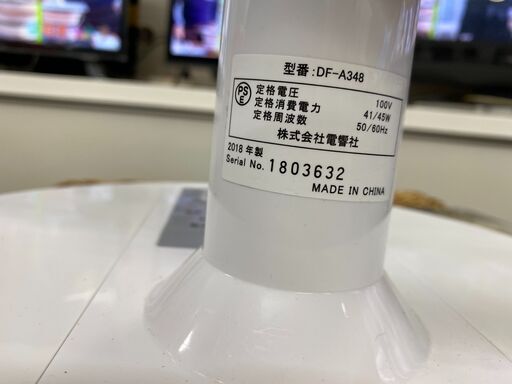 型番:DF-A348
PSE
定格電圧 100V
定格消費電力 41/45W
定格周波数 50/60Hz
株式会社電響社
2018年製
Serial No. 1803632
MADE IN CHINA